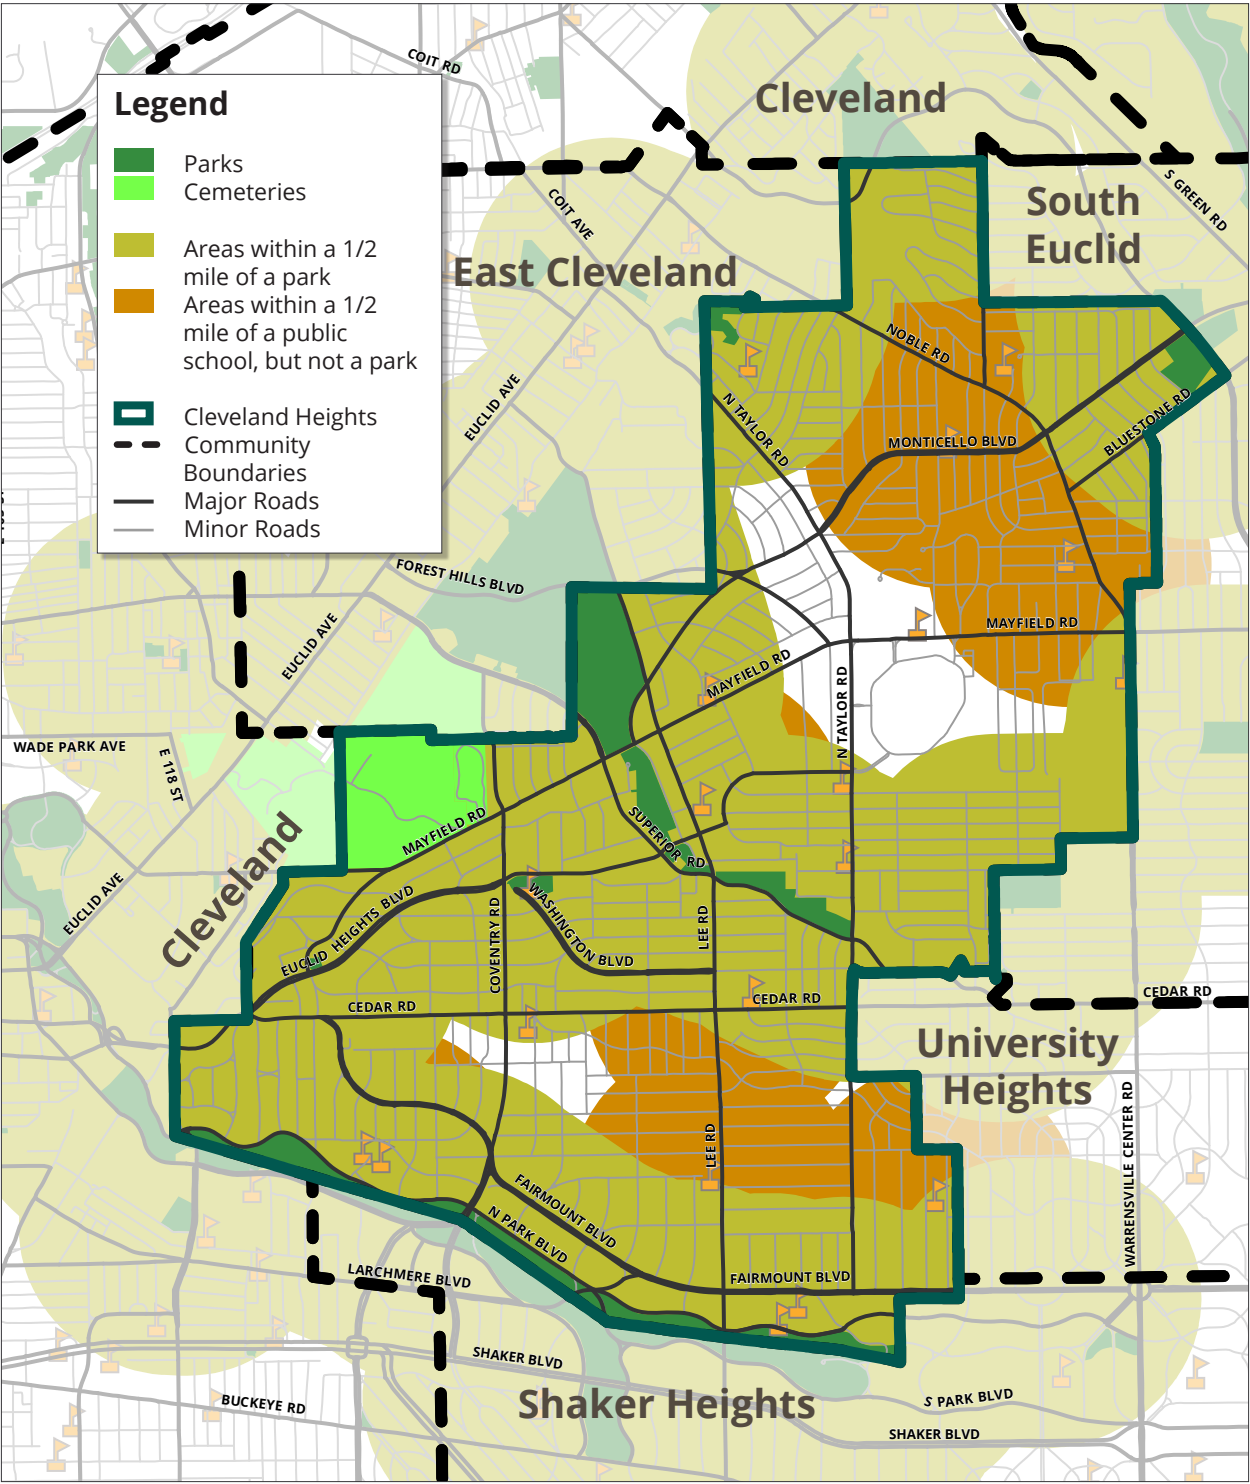 COIT RD
Cleveland
Legend
Parks
Cemeteries
Areas within a 1/2
mile of a park
Areas within a 1/2
mile of a public
school, but not a park
Cleveland Heights
Community
Boundaries
Major Roads
Minor Roads
S GREEN RD
South
Euclid
COIT AVE
East Cleveland
NOBLE RD
EUCLID AVE
N TAYLOR RD
BLUESTONE RD
MONTICELLO BLVD
FOREST HILLS BLVD
EUCLID AVE
MAYFIELD RD
MAYFIELD RD
N TAYLOR RD
WADE PARK AVE
E 118 ST
MAYFIELD RD
SUPERIOR RD
Cleveland
EUCLID AVE
EUCLID HEIGHTS BLVD
COVENTRY RD
WASHINGTON BLVD
LEE RD
CEDAR RD
CEDAR RD
CEDAR RD
University
Heights
WARRENSVILLE CENTER RD
LEE RD
FAIRMOUNT BLVD
N PARK BLVD
FAIRMOUNT BLVD
LARCHMERE BLVD
SHAKER BLVD
BUCKEYE RD
Shaker Heights
S PARK BLVD
SHAKER BLVD